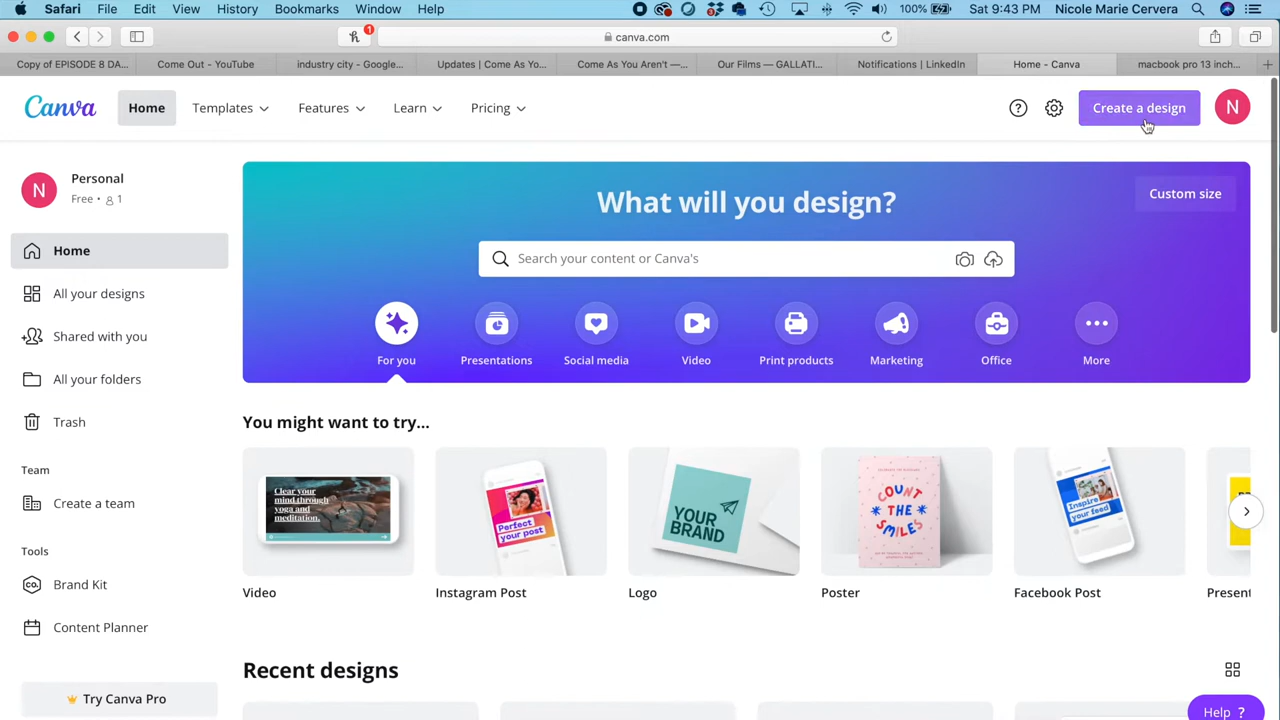 Safari File Edit View History Bookmarks Window Help 100% Sat 9:43 PM Nicole Marie Cervera
1
canva.com
Copy of EPISODE 8 DA... Come Out - YouTube industry city - Google... Updates | Come As Yo... Come As You Aren't —... Our Films — GALLATI... Notifications | LinkedIn Home - Canva macbook pro 13 inch...
Canva Home Templates Features Learn Pricing ? Create a design N
N Personal
Free • 1
Home
All your designs
Shared with you
All your folders
Trash
Team
Create a team
Tools
Brand Kit
Content Planner
Try Canva Pro
What will you design?
Custom size
Search your content or Canva's
For you Presentations Social media Video Print products Marketing Office More
You might want to try...
Clear your
mind through
yoga and
meditation.
Perfect
your post
YOUR
BRAND
COUNT
THE
SMILES
Inspire
your feed
Video Instagram Post Logo Poster Facebook Post Present
Recent designs
Help ?